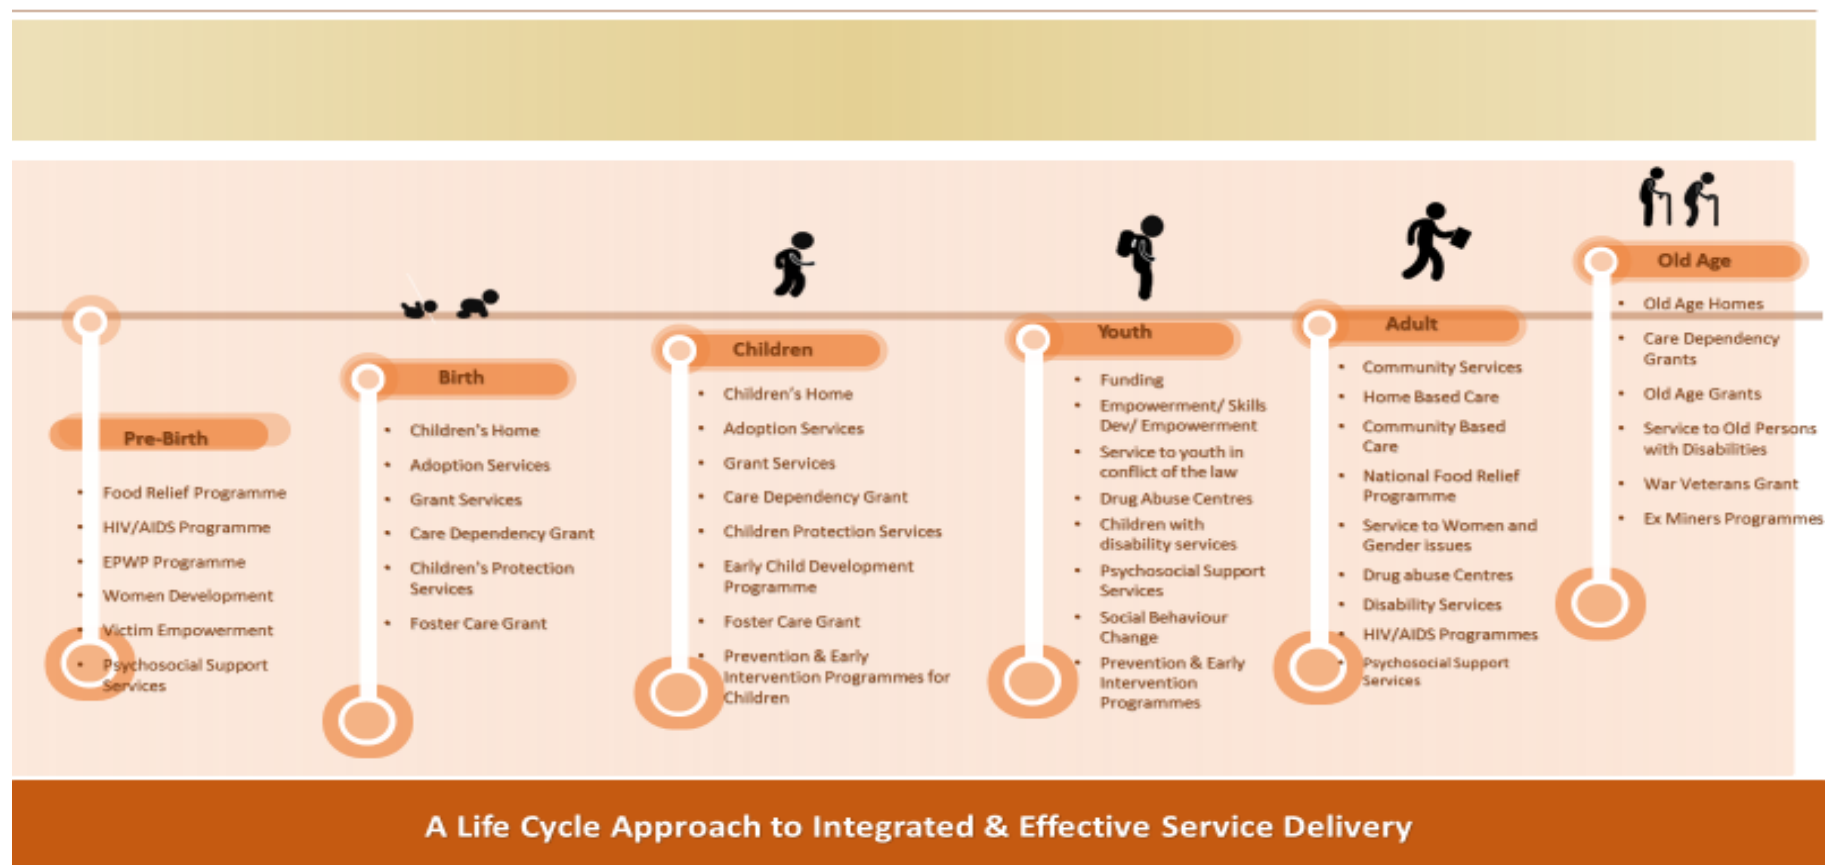 Pre-Birth
Food Relief Programme
HIV/AIDS Programme
EPWP Programme
Women Development
Victim Empowerment
Psychosocial Support
Services
Birth
Children's Home
Adoption Services
Grant Services
Care Dependency Grant
Children's Protection
Services
Foster Care Grant
Children
Children's Home
Adoption Services
Grant Services
Care Dependency Grant
Children Protection Services
Early Child Development
Programme
Foster Care Grant
Prevention & Early
Intervention Programmes for
Children
Youth
Funding
Empowerment/ Skills
Dev/ Empowerment
Service to youth in
conflict of the law
Drug Abuse Centres
Children with
disability services
Psychosocial Support
Services
Social Behaviour
Change
Prevention & Early
Intervention
Programmes
Adult
Community Services
Home Based Care
Community Based
Care
National Food Relief
Programme
Service to Women and
Gender issues
Drug abuse Centres
Disability Services
HIV/AIDS Programmes
Psychosocial Support
Services
Old Age
Old Age Homes
Care Dependency
Grants
Old Age Grants
Service to Old Persons
with Disabilities
War Veterans Grant
Ex Miners Programmes
A Life Cycle Approach to Integrated & Effective Service Delivery